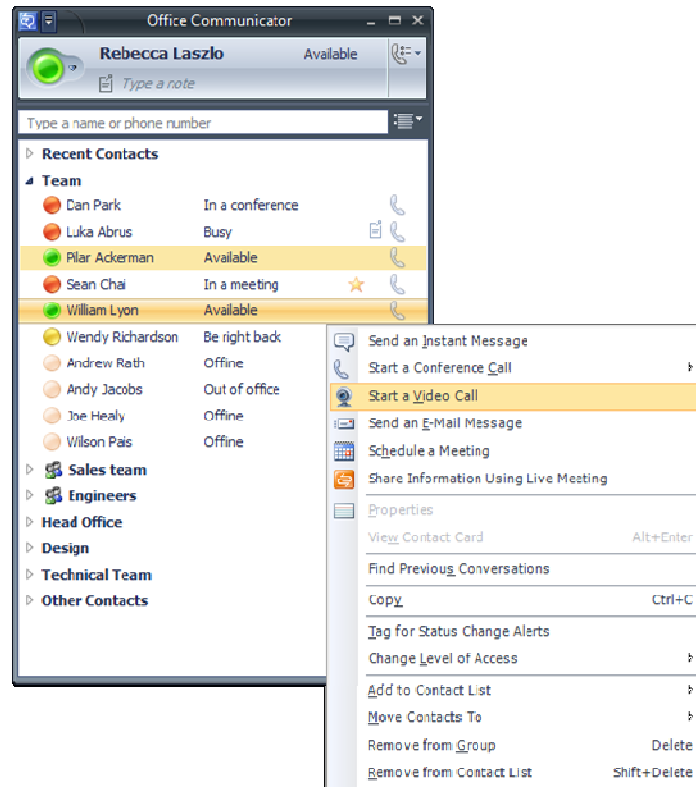 Office Communicator
Rebecca Laszlo Available
Type a note
Type a name or phone number
Recent Contacts
Team
Dan Park In a conference
Luka Abrus Busy
Pilar Ackerman Available
Sean Chai In a meeting
William Lyon Available
Wendy Richardson Be right back
Andrew Rath Offline
Andy Jacobs Out of office
Joe Healy Offline
Wilson Pais Offline
Sales team
Engineers
Head Office
Design
Technical Team
Other Contacts
Send an Instant Message
Start a Conference Call
Start a Video Call
Send an E-Mail Message
Schedule a Meeting
Share Information Using Live Meeting
Properties
View Contact Card Alt+Enter
Find Previous Conversations
Copy Ctrl+C
Tag for Status Change Alerts
Change Level of Access
Add to Contact List
Move Contacts To
Remove from Group Delete
Remove from Contact List Shift+Delete